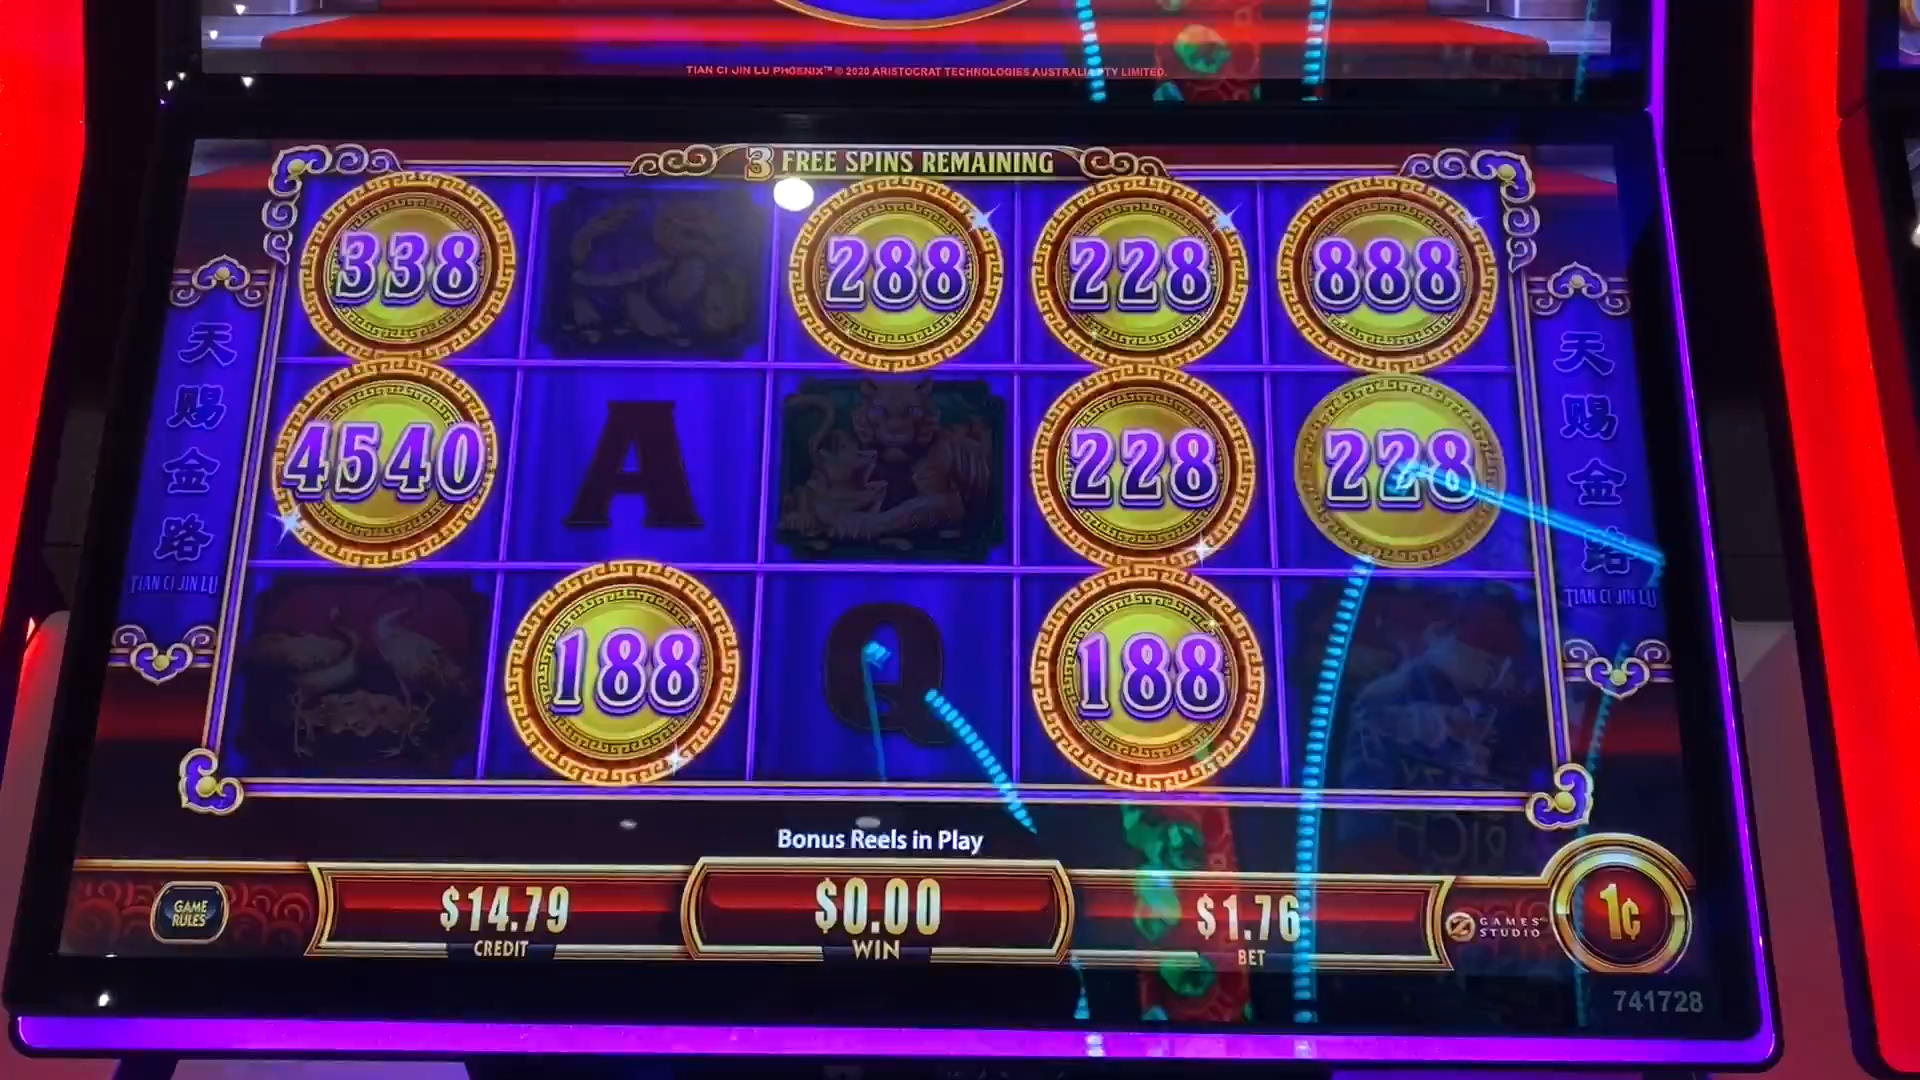 TIAN CI JIN LU PHOENIX™ © 2020 ARISTOCRAT TECHNOLOGIES AUSTRALIA PTY LIMITED.
3 FREE SPINS REMAINING
338
288
228
888
4540
A
228
228
188
Q
188
天赐金路
TIAN CI JIN LU
天赐金路
TIAN CI JIN LU
Bonus Reels in Play
GAME RULES
$14.79
CREDIT
$0.00
WIN
$1.76
BET
GAMES STUDIO
1¢
741728